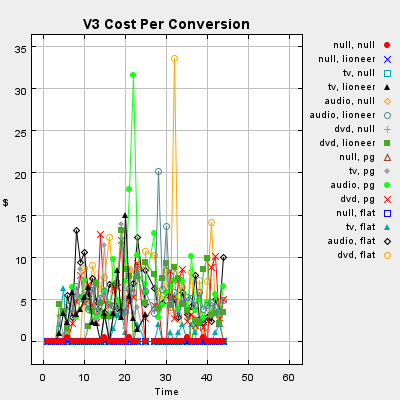 V3 Cost Per Conversion
35
30
25
20
15
10
5
0
$
0 10 20 30 40 50 60
Time
null, null
null, lioneer
tv, null
tv, lioneer
audio, null
audio, lioneer
dvd, null
dvd, lioneer
null, pg
tv, pg
audio, pg
dvd, pg
null, flat
tv, flat
audio, flat
dvd, flat